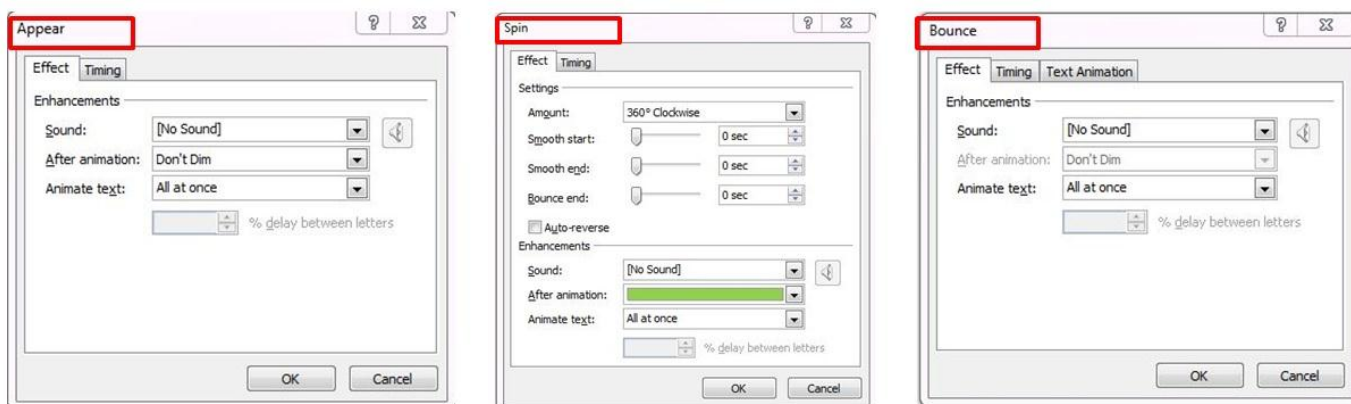 Appear
Effect Timing
Enhancements
Sound: [No Sound]
After animation: Don't Dim
Animate text: All at once
% delay between letters
OK Cancel
Spin
Effect Timing
Settings
Amount: 360° Clockwise
Smooth start: 0 sec
Smooth end: 0 sec
Bounce end: 0 sec
Auto-reverse
Enhancements
Sound: [No Sound]
After animation:
Animate text: All at once
% delay between letters
OK Cancel
Bounce
Effect Timing Text Animation
Enhancements
Sound: [No Sound]
After animation: Don't Dim
Animate text: All at once
% delay between letters
OK Cancel